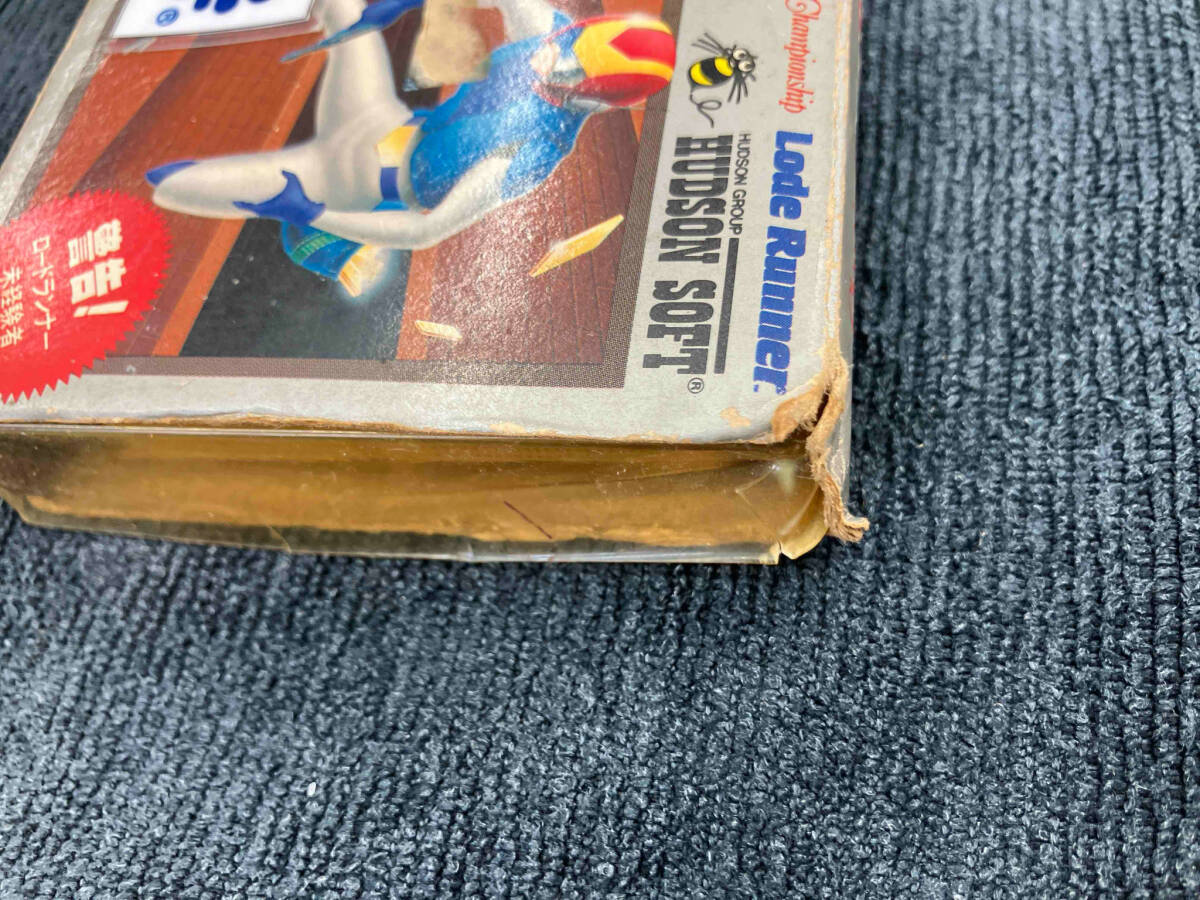 Championship
Lode Runner™
HUDSON GROUP
HUDSON SOFT®
警告!
ロードランナー
未経験者
®